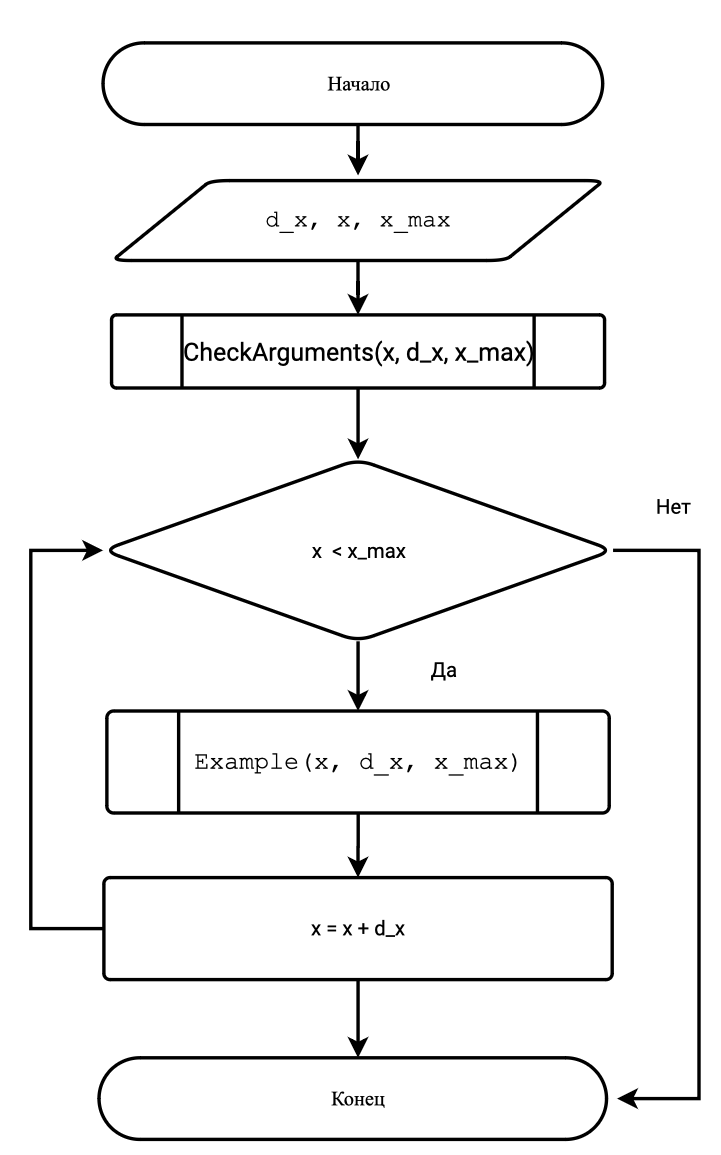 Начало
d_x, x, x_max
CheckArguments(x, d_x, x_max)
Нет
x < x_max
Да
Example(x, d_x, x_max)
x = x + d_x
Конец